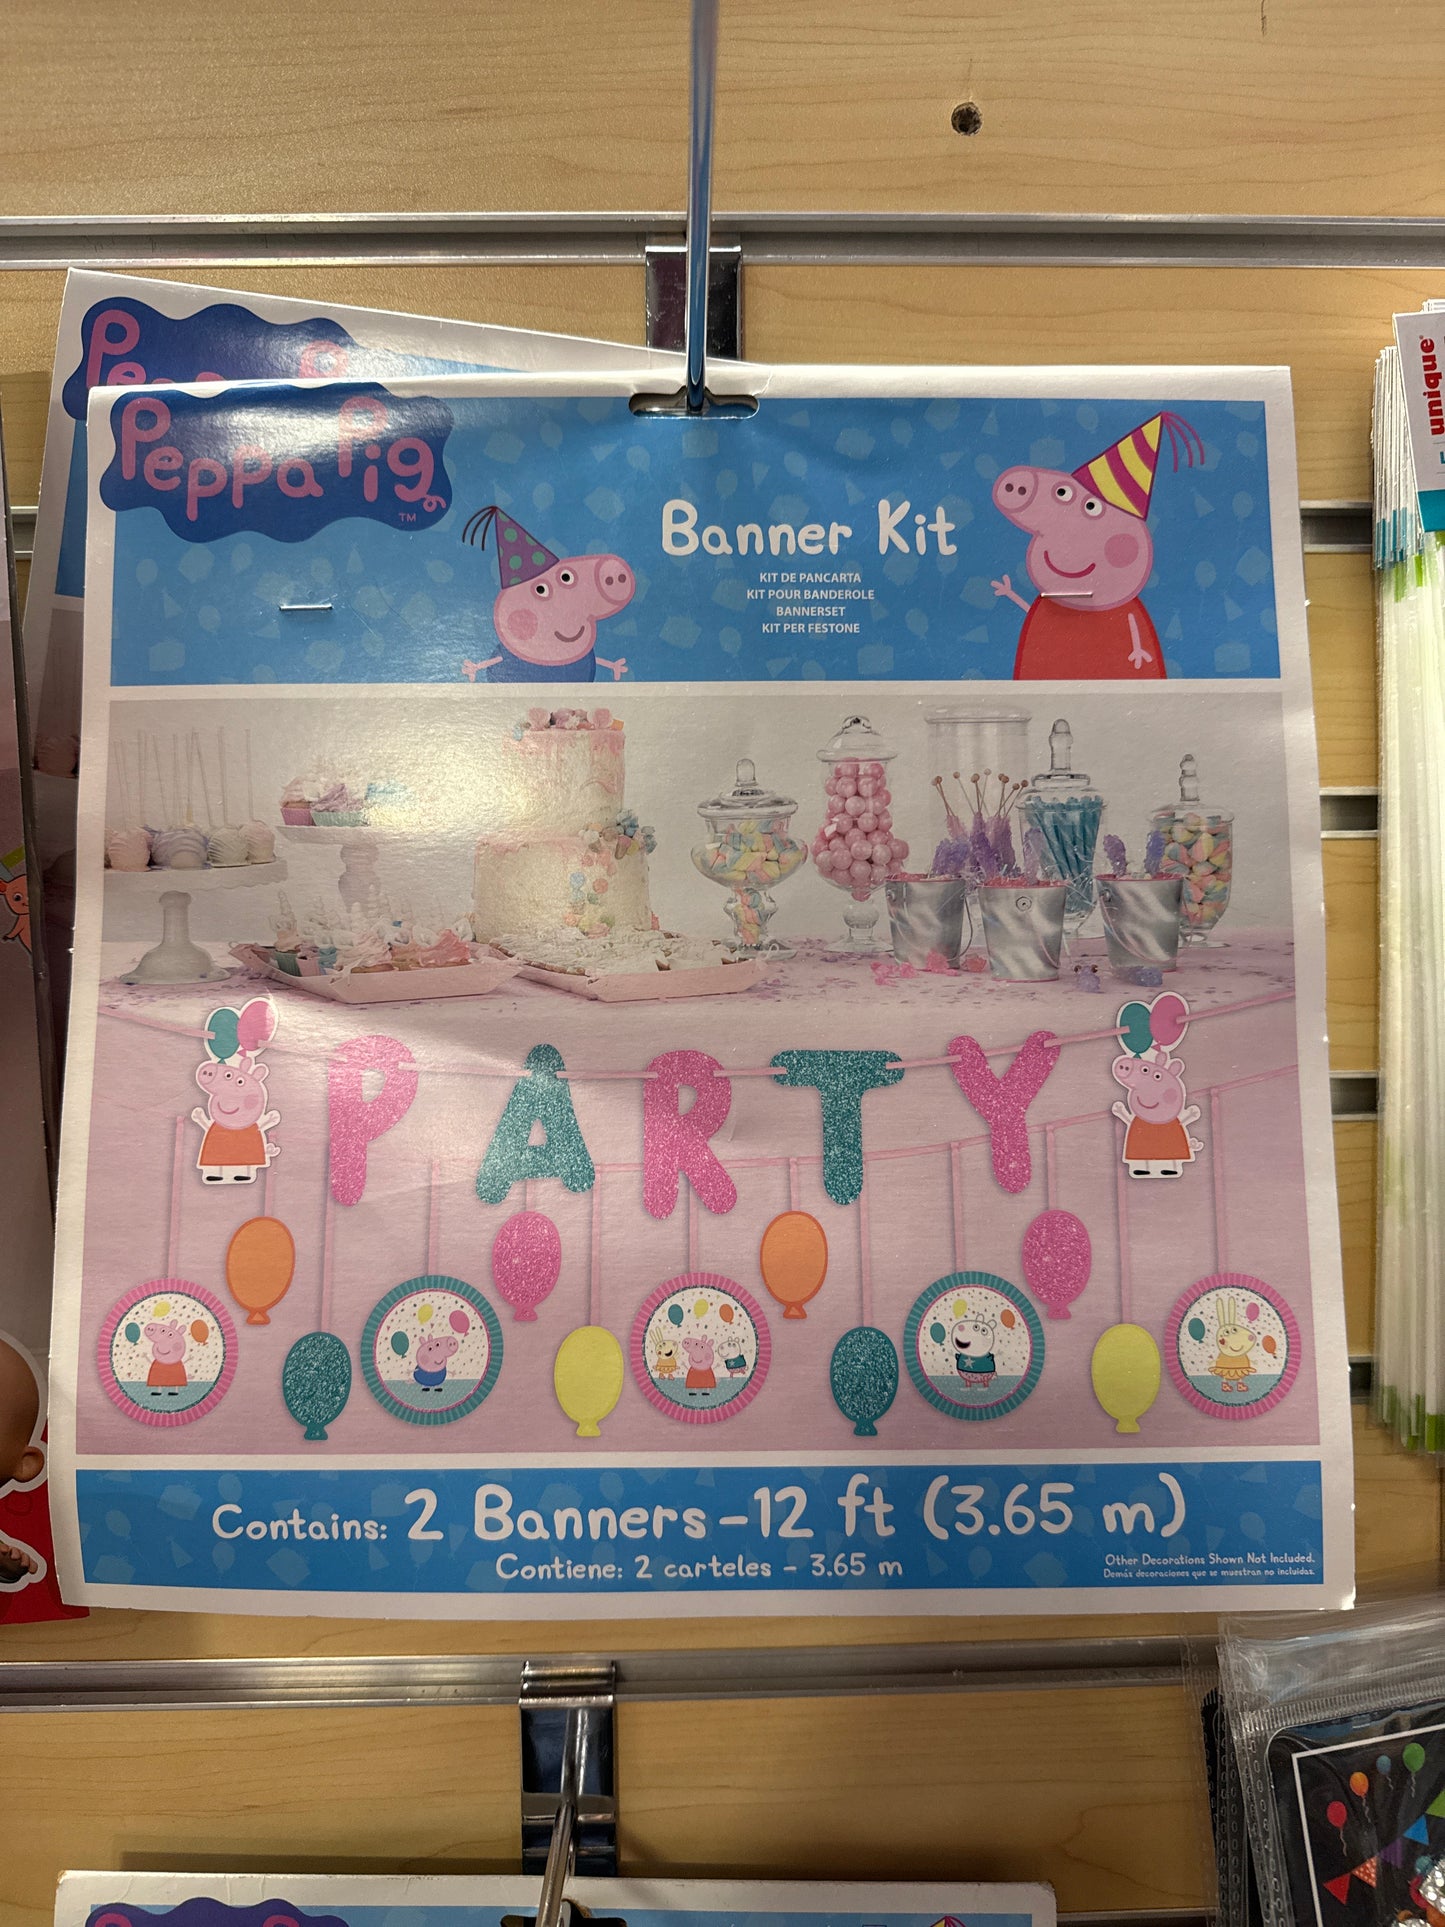 Peppa Pig
Peppa Pig™
Banner Kit
KIT DE PANCARTA
KIT POUR BANDEROLE
BANNERSET
KIT PER FESTONE
PARTY
Contains: 2 Banners – 12 ft (3.65 m)
Contiene: 2 carteles – 3.65 m
Other Decorations Shown Not Included.
Demás decoraciones que se muestran no incluidas.
unique